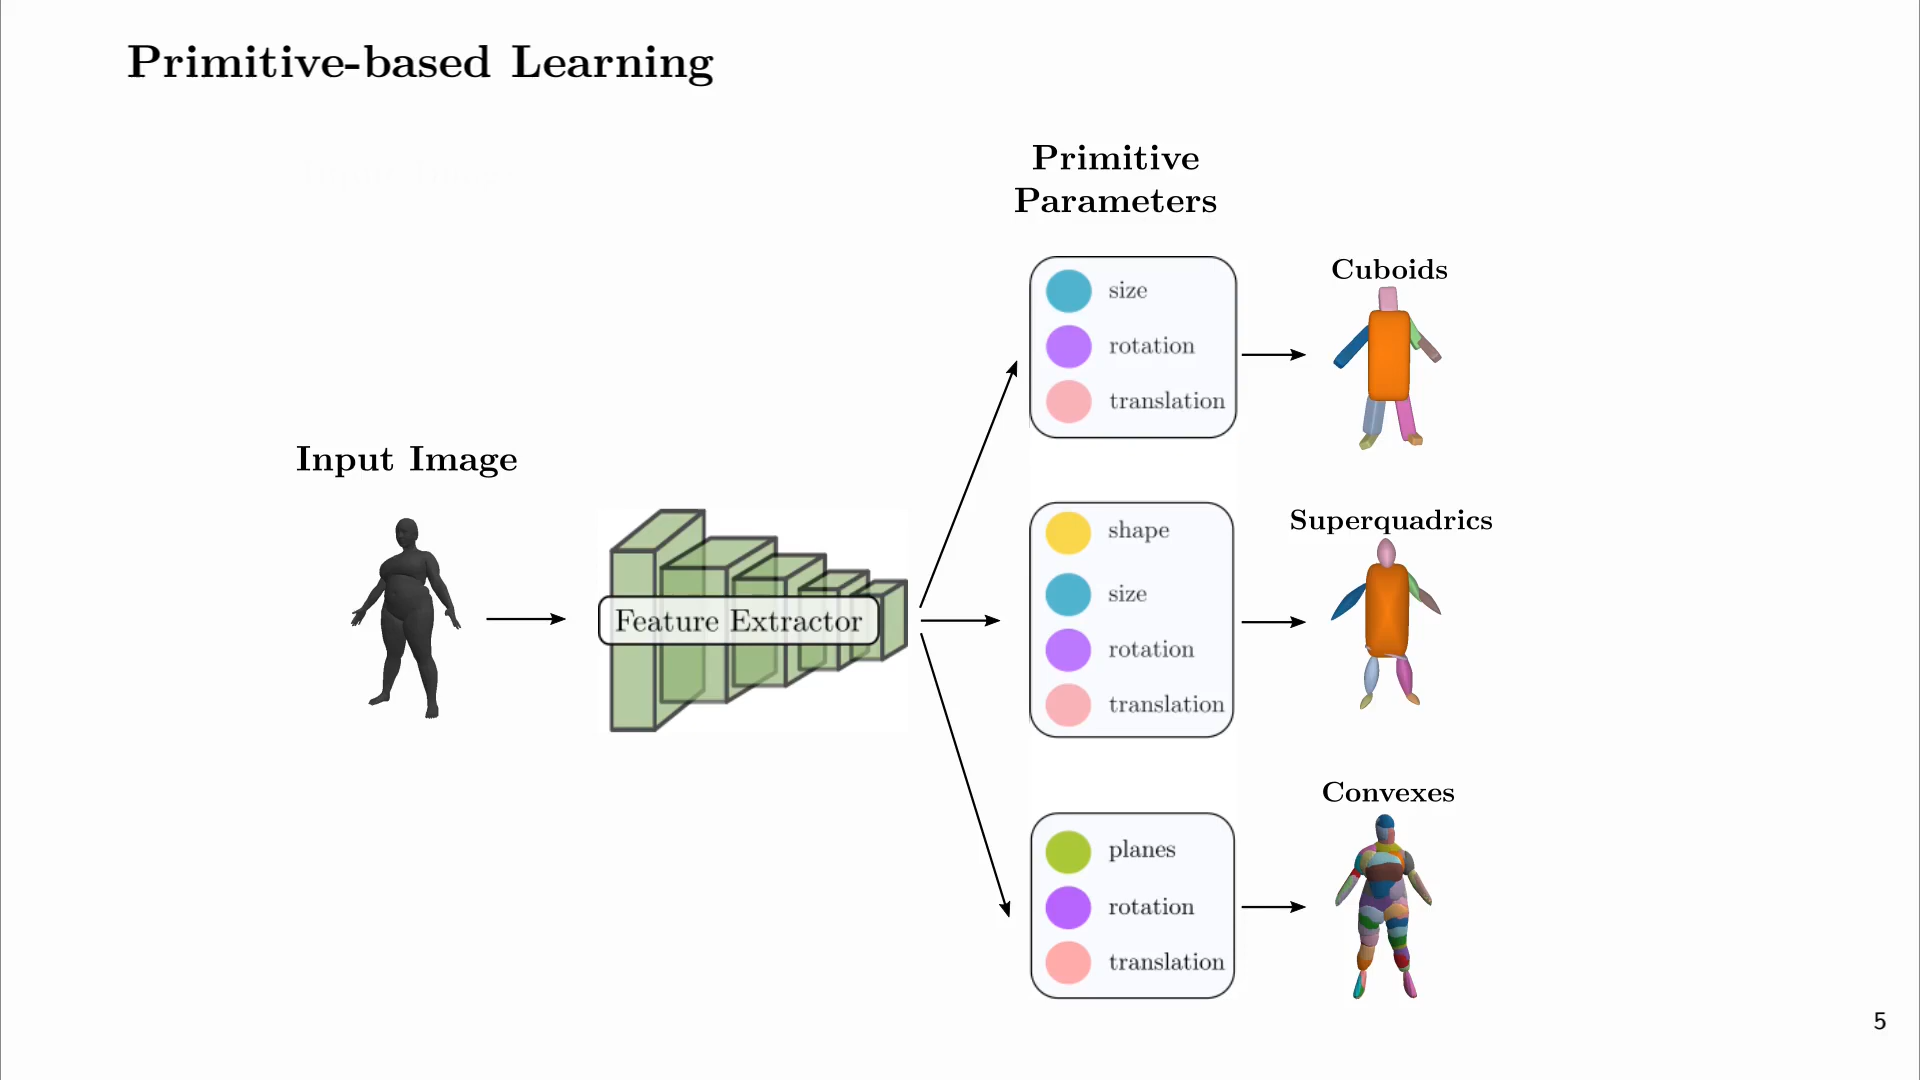 Primitive-based Learning
Input Image
Feature Extractor
Primitive
Parameters
size
rotation
translation
Cuboids
shape
size
rotation
translation
Superquadrics
planes
rotation
translation
Convexes
5